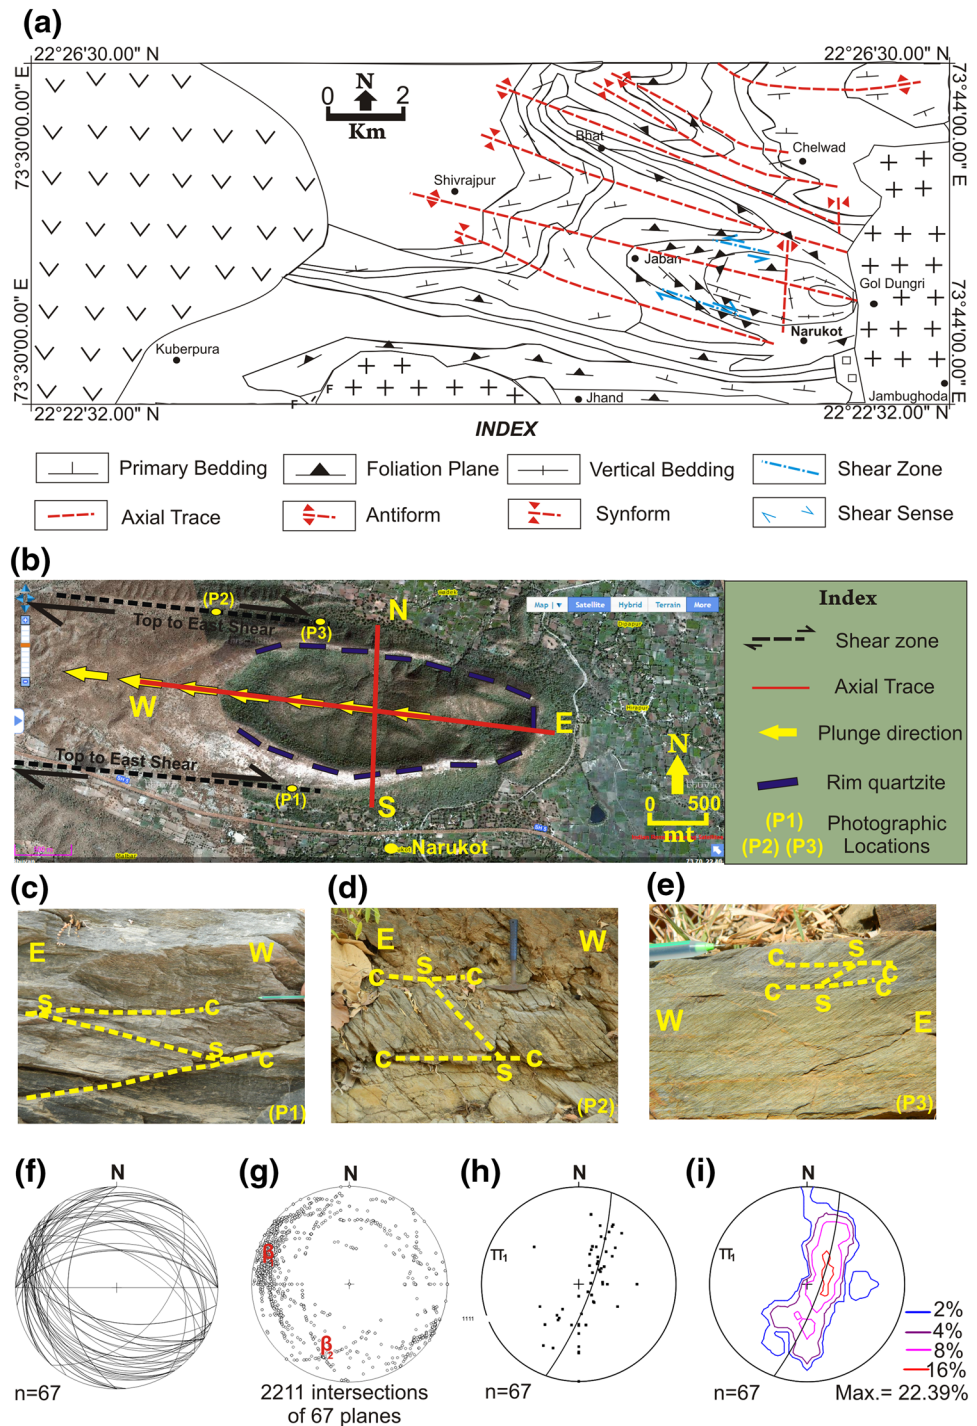 (a)
22°26'30.00" N
22°26'30.00" N
73°30'00.00" E
73°44'00.00" E
N
0 2
Km
Bhat
Chelwad
Shivrajpur
Jaban
Gol Dungri
Narukot
Kuberpura
F
F
Jhand
Jambughoda
73°30'00.00" E
73°44'00.00" E
22°22'32.00" N
22°22'32.00" N
INDEX
Primary Bedding
Foliation Plane
Vertical Bedding
Shear Zone
Axial Trace
Antiform
Synform
Shear Sense
(b)
(P2)
(P3)
Top to East Shear
N
W
E
S
Top to East Shear
(P1)
Narukot
N
0 500
mt
Map
Satellite
Hybrid
Terrain
More
Index
Shear zone
Axial Trace
Plunge direction
Rim quartzite
(P1)
(P2) (P3)
Photographic
Locations
(c)
E
W
S
C
S
C
(P1)
(d)
E
W
C S C
C C
S
(P2)
(e)
C S C
C S C
W
E
(P3)
(f)
N
n=67
(g)
N
β1
β2
2211 intersections
of 67 planes
(h)
N
π1
1111
n=67
(i)
N
π1
2%
4%
8%
16%
n=67
Max.= 22.39%